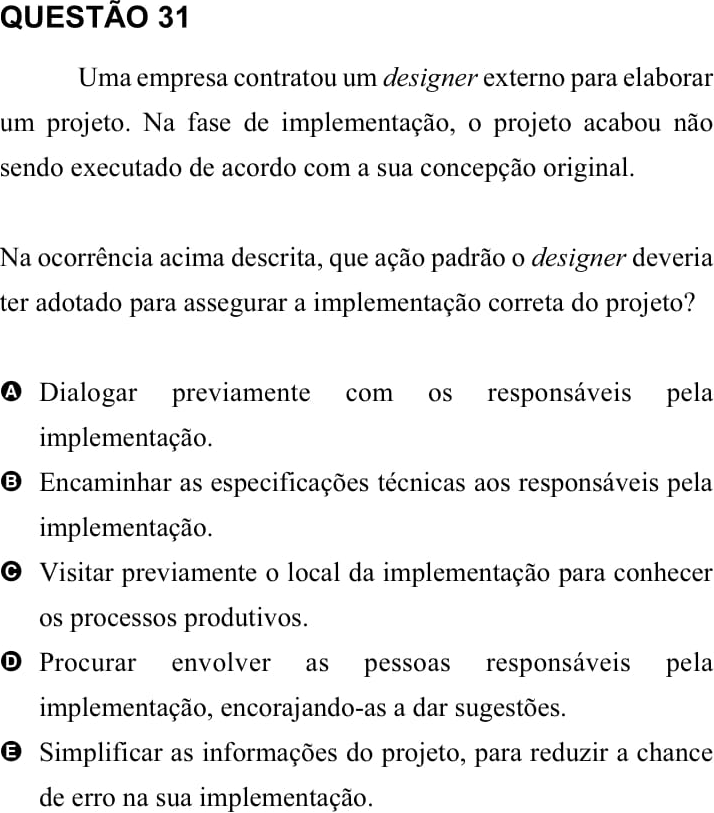 QUESTÃO 31
Uma empresa contratou um designer externo para elaborar
um projeto. Na fase de implementação, o projeto acabou não
sendo executado de acordo com a sua concepção original.
Na ocorrência acima descrita, que ação padrão o designer deveria
ter adotado para assegurar a implementação correta do projeto?
A Dialogar previamente com os responsáveis pela
implementação.
B Encaminhar as especificações técnicas aos responsáveis pela
implementação.
C Visitar previamente o local da implementação para conhecer
os processos produtivos.
D Procurar envolver as pessoas responsáveis pela
implementação, encorajando-as a dar sugestões.
E Simplificar as informações do projeto, para reduzir a chance
de erro na sua implementação.